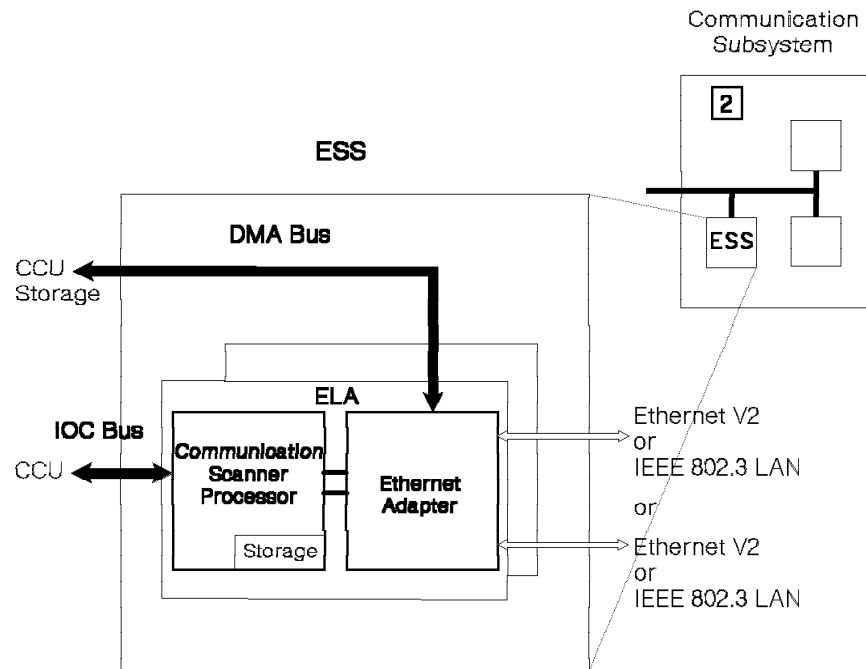 Communication
Subsystem
2
ESS
ESS
DMA Bus
CCU
Storage
ELA
IOC Bus
CCU
Communication
Scanner
Processor
Storage
Ethernet
Adapter
Ethernet V2
or
IEEE 802.3 LAN
or
Ethernet V2
or
IEEE 802.3 LAN